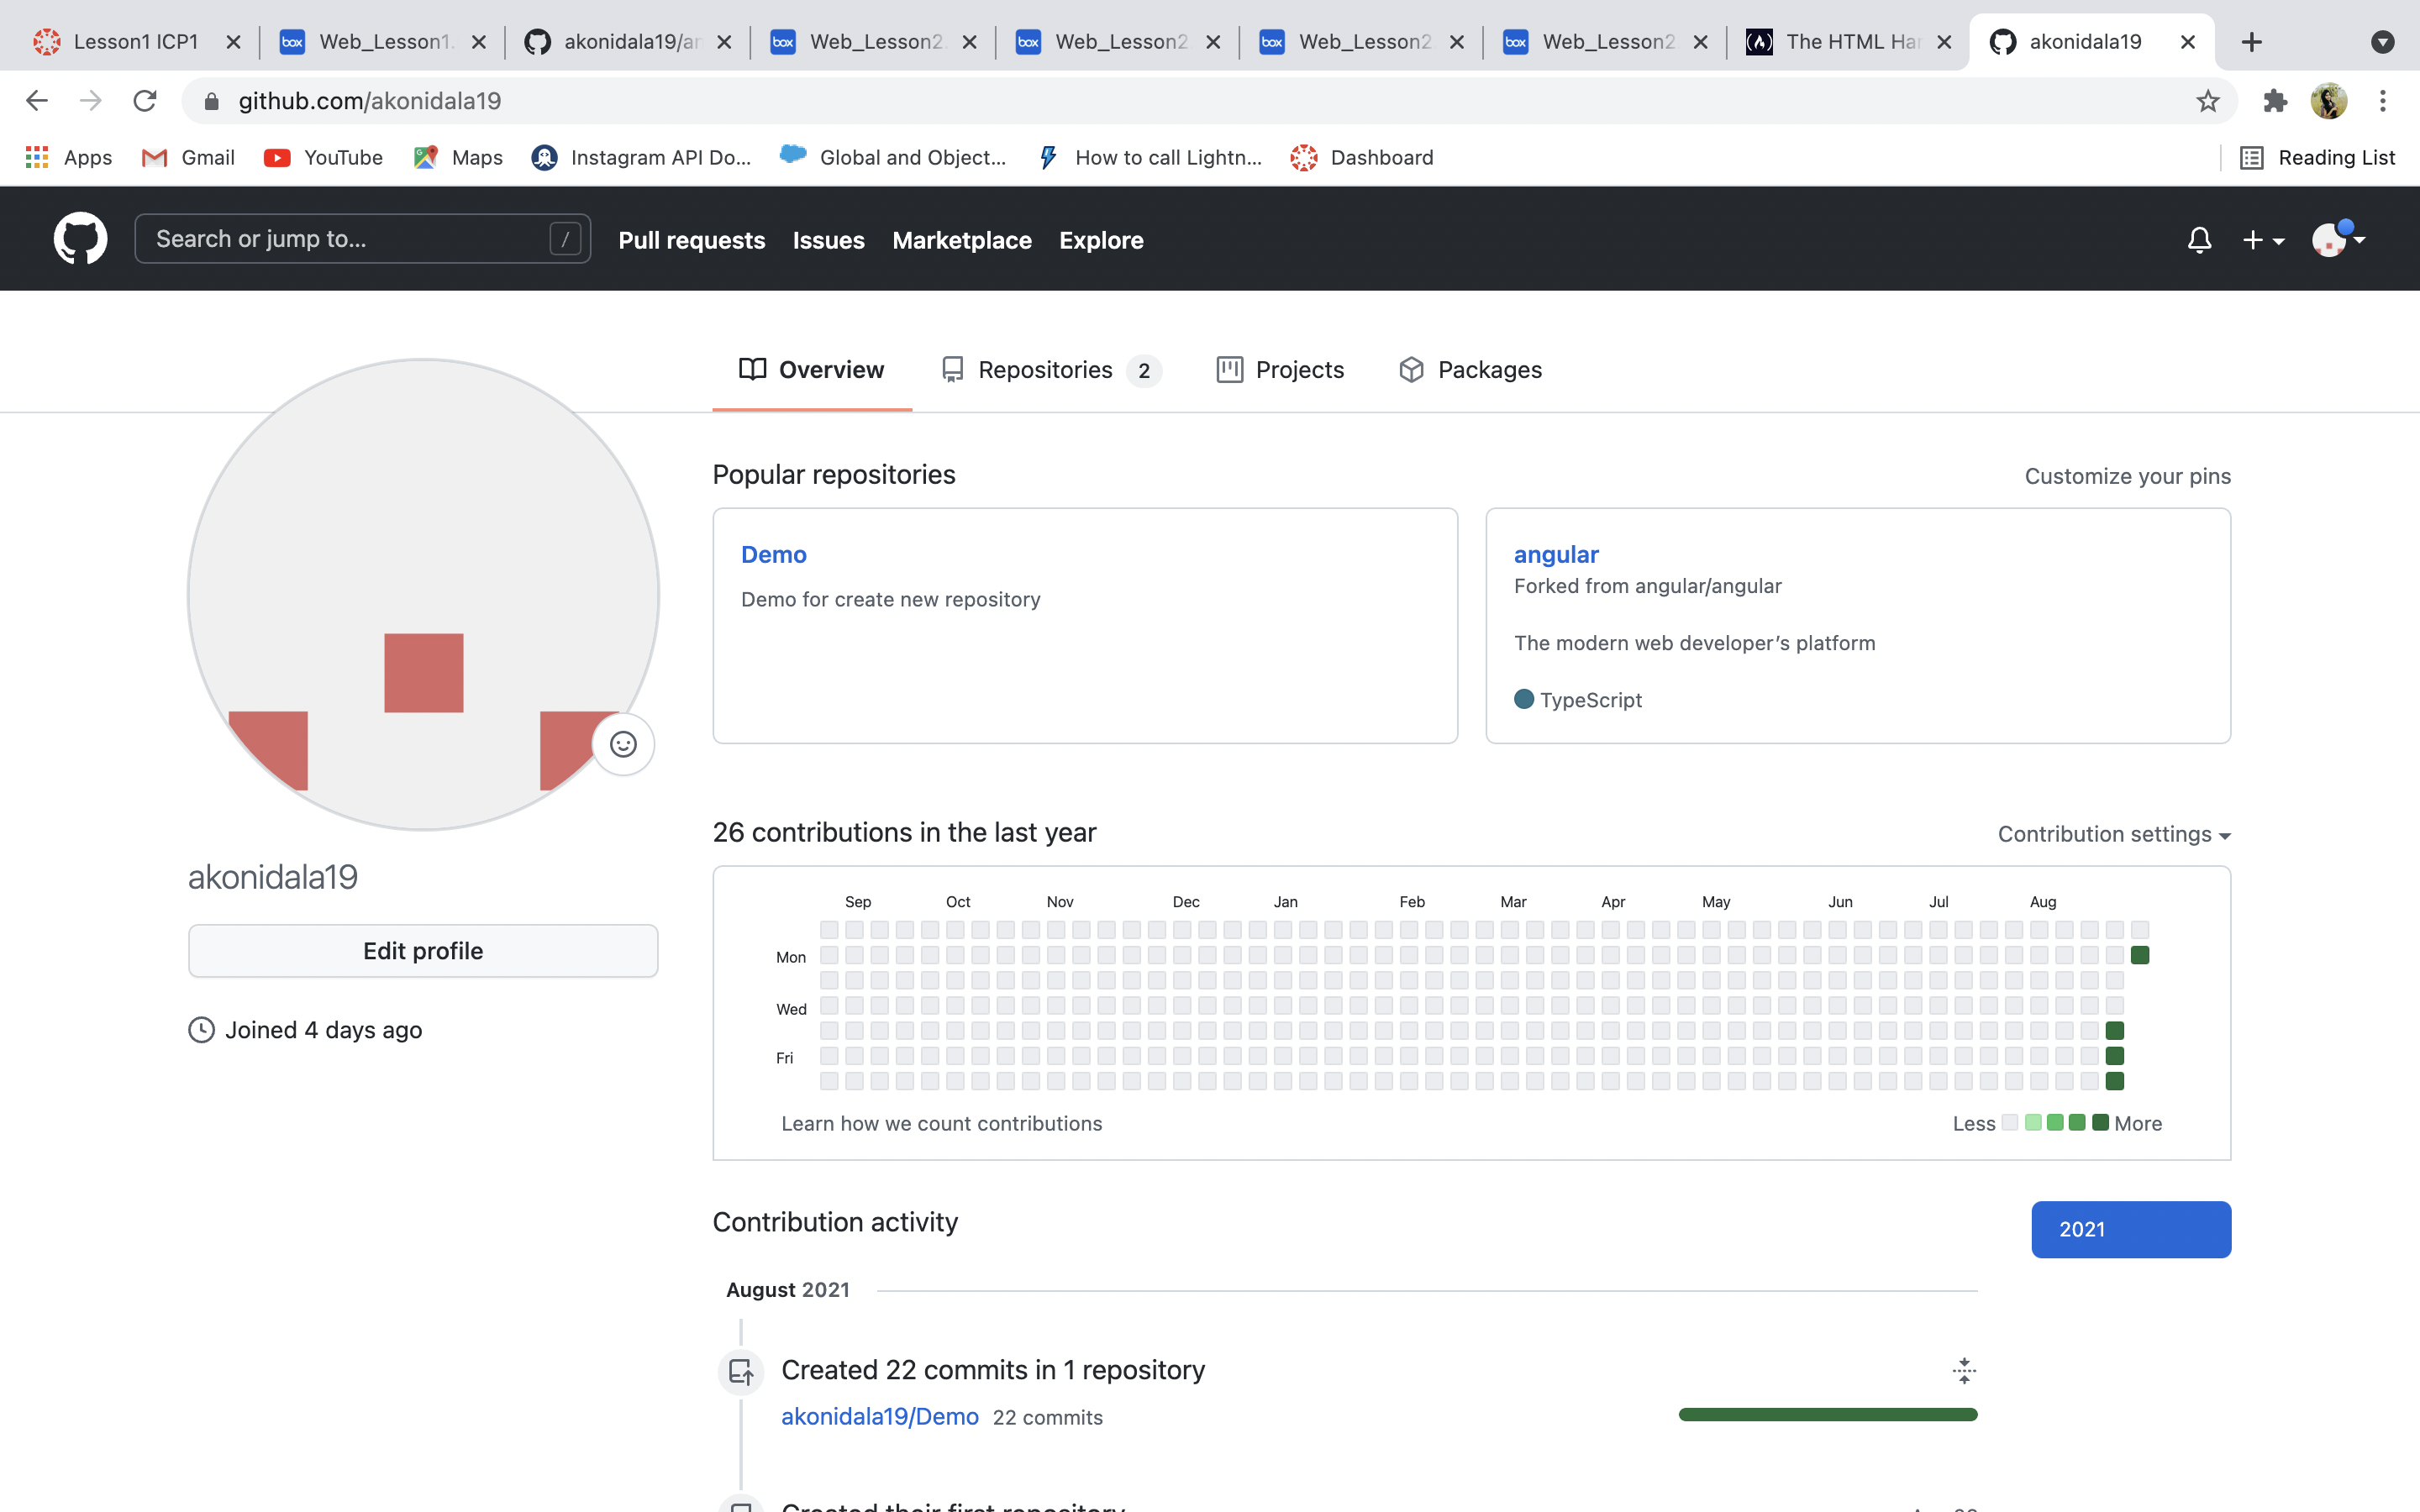 Lesson1 ICP1 Web_Lesson1. akonidala19/an Web_Lesson2. Web_Lesson2 Web_Lesson2 Web_Lesson2 The HTML Han akonidala19
github.com/akonidala19
Apps Gmail YouTube Maps Instagram API Do... Global and Object... How to call Lightn... Dashboard Reading List
Search or jump to... / Pull requests Issues Marketplace Explore
Overview Repositories 2 Projects Packages
Popular repositories Customize your pins
Demo
Demo for create new repository
angular
Forked from angular/angular
The modern web developer’s platform
TypeScript
akonidala19
Edit profile
Joined 4 days ago
26 contributions in the last year Contribution settings
Sep Oct Nov Dec Jan Feb Mar Apr May Jun Jul Aug
Mon
Wed
Fri
Learn how we count contributions Less More
Contribution activity 2021
August 2021
Created 22 commits in 1 repository
akonidala19/Demo 22 commits
Created their first repository